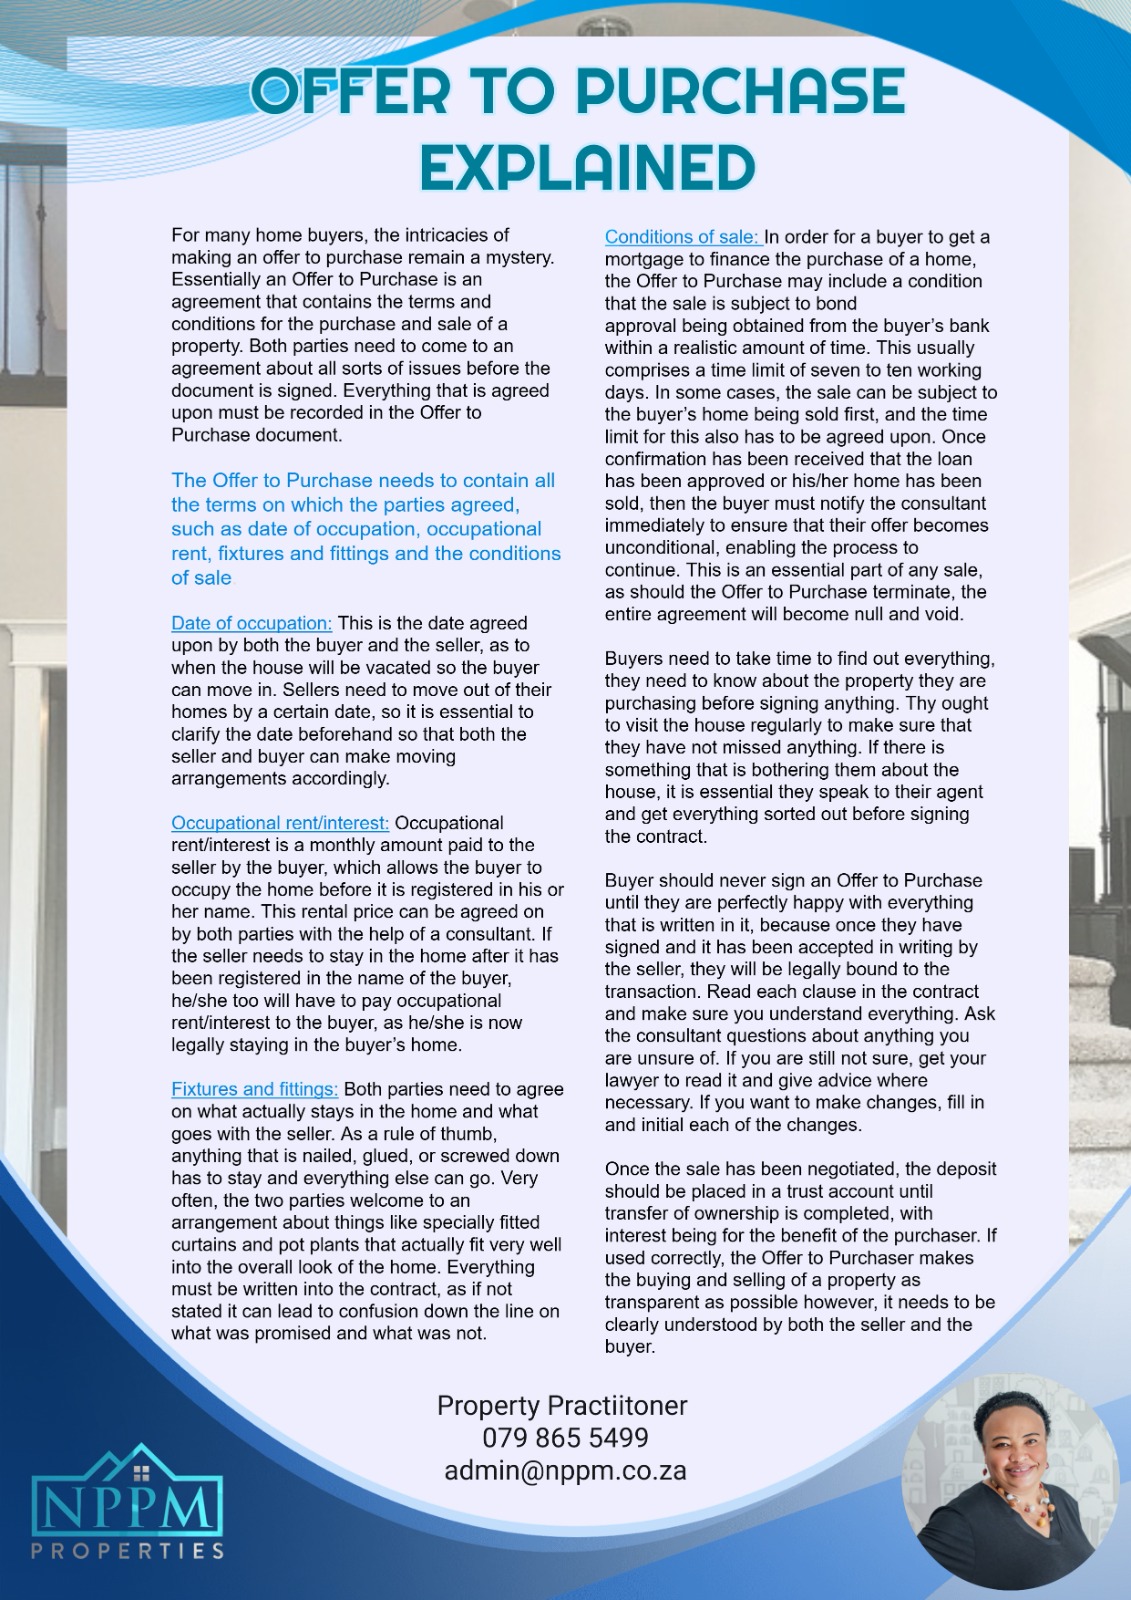 OFFER TO PURCHASE
EXPLAINED
For many home buyers, the intricacies of
making an offer to purchase remain a mystery.
Essentially an Offer to Purchase is an
agreement that contains the terms and
conditions for the purchase and sale of a
property. Both parties need to come to an
agreement about all sorts of issues before the
document is signed. Everything that is agreed
upon must be recorded in the Offer to
Purchase document.
The Offer to Purchase needs to contain all
the terms on which the parties agreed,
such as date of occupation, occupational
rent, fixtures and fittings and the conditions
of sale
Date of occupation: This is the date agreed
upon by both the buyer and the seller, as to
when the house will be vacated so the buyer
can move in. Sellers need to move out of their
homes by a certain date, so it is essential to
clarify the date beforehand so that both the
seller and buyer can make moving
arrangements accordingly.
Occupational rent/interest: Occupational
rent/interest is a monthly amount paid to the
seller by the buyer, which allows the buyer to
occupy the home before it is registered in his or
her name. This rental price can be agreed on
by both parties with the help of a consultant. If
the seller needs to stay in the home after it has
been registered in the name of the buyer,
he/she too will have to pay occupational
rent/interest to the buyer, as he/she is now
legally staying in the buyer’s home.
Fixtures and fittings: Both parties need to agree
on what actually stays in the home and what
goes with the seller. As a rule of thumb,
anything that is nailed, glued, or screwed down
has to stay and everything else can go. Very
often, the two parties welcome to an
arrangement about things like specially fitted
curtains and pot plants that actually fit very well
into the overall look of the home. Everything
must be written into the contract, as if not
stated it can lead to confusion down the line on
what was promised and what was not.
Conditions of sale: In order for a buyer to get a
mortgage to finance the purchase of a home,
the Offer to Purchase may include a condition
that the sale is subject to bond
approval being obtained from the buyer’s bank
within a realistic amount of time. This usually
comprises a time limit of seven to ten working
days. In some cases, the sale can be subject to
the buyer’s home being sold first, and the time
limit for this also has to be agreed upon. Once
confirmation has been received that the loan
has been approved or his/her home has been
sold, then the buyer must notify the consultant
immediately to ensure that their offer becomes
unconditional, enabling the process to
continue. This is an essential part of any sale,
as should the Offer to Purchase terminate, the
entire agreement will become null and void.
Buyers need to take time to find out everything,
they need to know about the property they are
purchasing before signing anything. Thy ought
to visit the house regularly to make sure that
they have not missed anything. If there is
something that is bothering them about the
house, it is essential they speak to their agent
and get everything sorted out before signing
the contract.
Buyer should never sign an Offer to Purchase
until they are perfectly happy with everything
that is written in it, because once they have
signed and it has been accepted in writing by
the seller, they will be legally bound to the
transaction. Read each clause in the contract
and make sure you understand everything. Ask
the consultant questions about anything you
are unsure of. If you are still not sure, get your
lawyer to read it and give advice where
necessary. If you want to make changes, fill in
and initial each of the changes.
Once the sale has been negotiated, the deposit
should be placed in a trust account until
transfer of ownership is completed, with
interest being for the benefit of the purchaser. If
used correctly, the Offer to Purchaser makes
the buying and selling of a property as
transparent as possible however, it needs to be
clearly understood by both the seller and the
buyer.
Property Practiitoner
079 865 5499
admin@nppm.co.za
NPPM
PROPERTIES